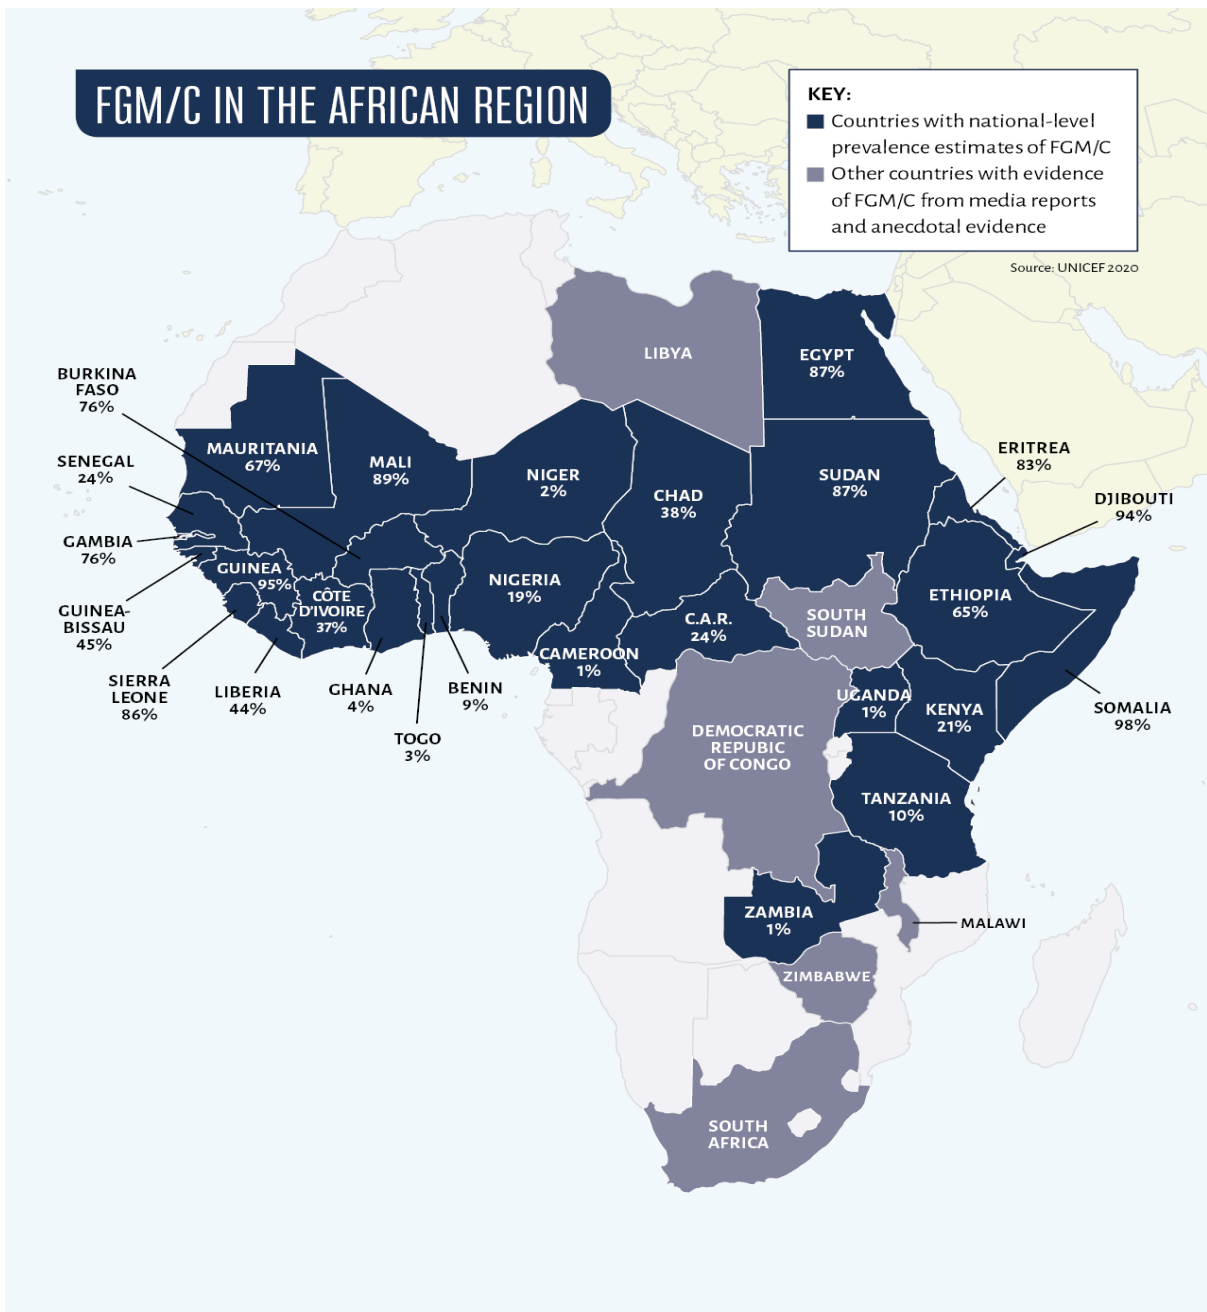 FGM/C IN THE AFRICAN REGION
KEY:
Countries with national-level
prevalence estimates of FGM/C
Other countries with evidence
of FGM/C from media reports
and anecdotal evidence
Source: UNICEF 2020
LIBYA
EGYPT
87%
BURKINA
FASO
76%
MAURITANIA
67%
MALI
89%
NIGER
2%
CHAD
38%
SUDAN
87%
ERITREA
83%
SENEGAL
24%
DJIBOUTI
94%
GAMBIA
76%
GUINEA
95%
CÔTE
D'IVOIRE
37%
NIGERIA
19%
ETHIOPIA
65%
GUINEA-
BISSAU
45%
C.A.R.
24%
SOUTH
SUDAN
CAMEROON
1%
SIERRA
LEONE
86%
LIBERIA
44%
GHANA
4%
BENIN
9%
TOGO
3%
UGANDA
1%
KENYA
21%
SOMALIA
98%
DEMOCRATIC
REPUBIC
OF CONGO
TANZANIA
10%
ZAMBIA
1%
MALAWI
ZIMBABWE
SOUTH
AFRICA